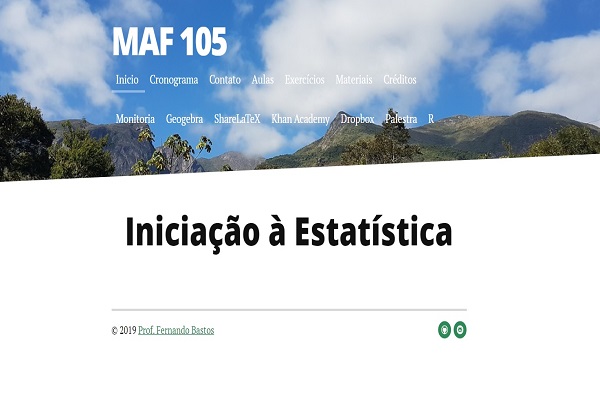 MAF 105
Início Cronograma Contato Aulas Exercícios Materiais Créditos
Monitoria Geogebra ShareLaTeX Khan Academy Dropbox Palestra R
Iniciação à Estatística
© 2019 Prof. Fernando Bastos